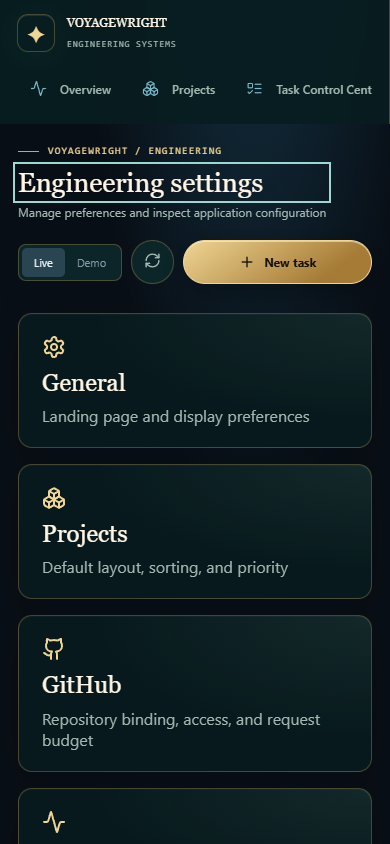 VOYAGEWRIGHT
ENGINEERING SYSTEMS
Overview
Projects
Task Control Cent
VOYAGEWRIGHT / ENGINEERING
Engineering settings
Manage preferences and inspect application configuration
Live
Demo
New task
General
Landing page and display preferences
Projects
Default layout, sorting, and priority
GitHub
Repository binding, access, and request
budget